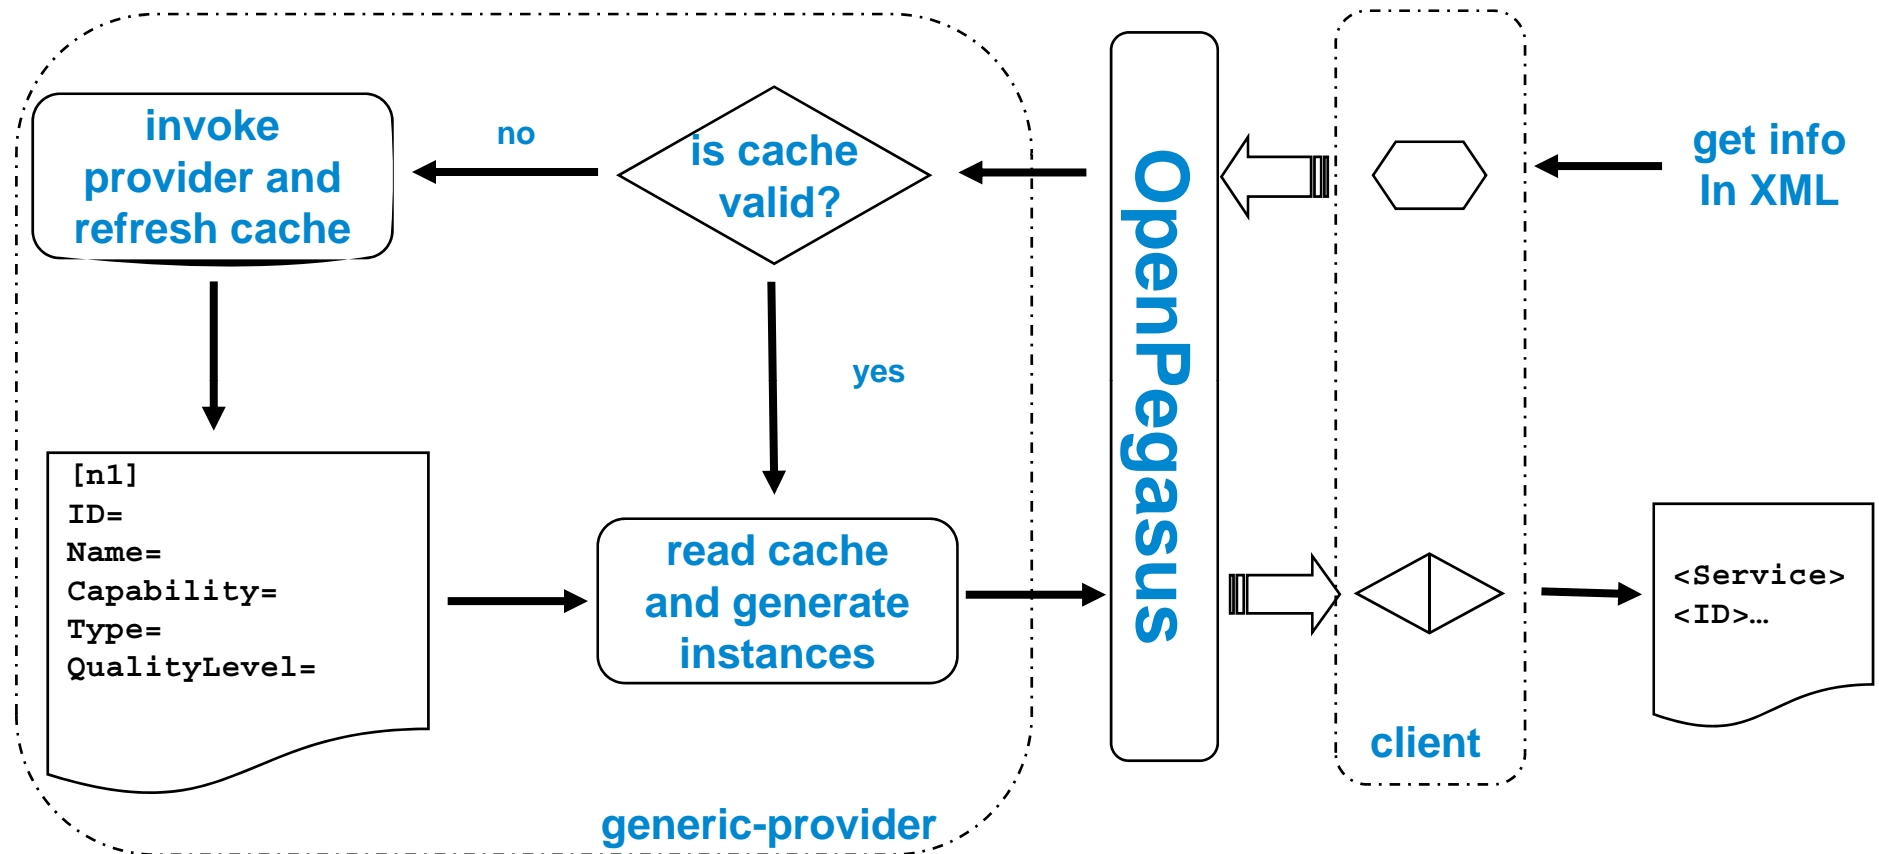 invoke
provider and
refresh cache
no
is cache
valid?
yes
OpenPegasus
get info
In XML
[n1]
ID=
Name=
Capability=
Type=
QualityLevel=
read cache
and generate
instances
<Service>
<ID>…
client
generic-provider